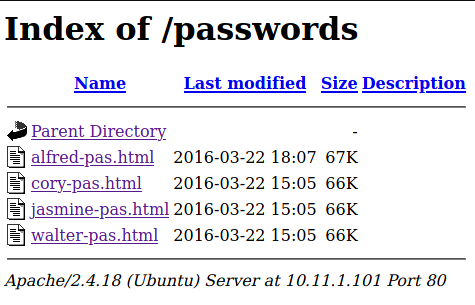 Index of /passwords
Name Last modified Size Description
Parent Directory -
alfred-pas.html 2016-03-22 18:07 67K
cory-pas.html 2016-03-22 15:05 66K
jasmine-pas.html 2016-03-22 15:05 66K
walter-pas.html 2016-03-22 15:05 66K
Apache/2.4.18 (Ubuntu) Server at 10.11.1.101 Port 80